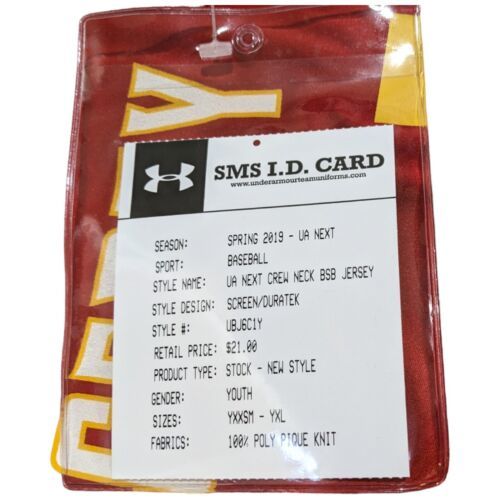 SMS I.D. CARD
www.underarmourteamuniforms.com
SEASON: SPRING 2019 - UA NEXT
SPORT: BASEBALL
STYLE NAME: UA NEXT CREW NECK BSB JERSEY
STYLE DESIGN: SCREEN/DURATEK
STYLE #: UBJ6C1Y
RETAIL PRICE: $21.00
PRODUCT TYPE: STOCK - NEW STYLE
GENDER: YOUTH
SIZES: YXXSM - YXL
FABRICS: 100% POLY PIQUE KNIT